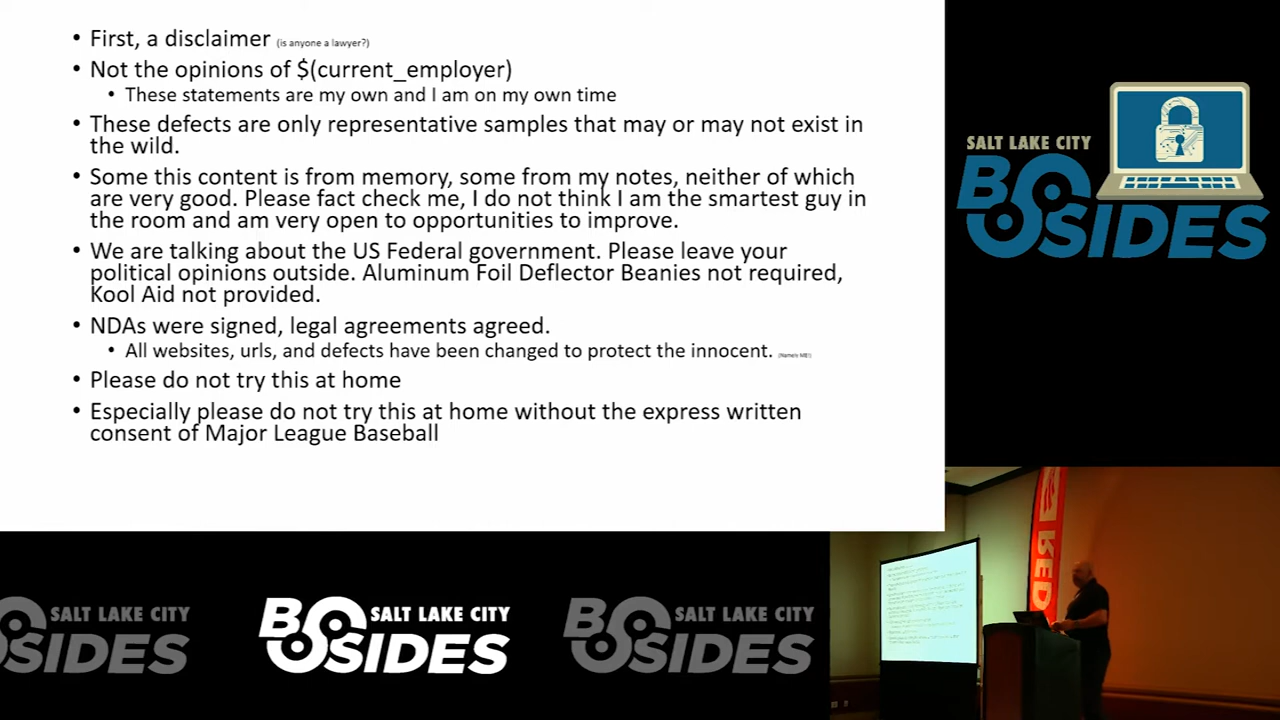 • First, a disclaimer (is anyone a lawyer?)
• Not the opinions of $(current_employer)
• These statements are my own and I am on my own time
• These defects are only representative samples that may or may not exist in
the wild.
• Some this content is from memory, some from my notes, neither of which
are very good. Please fact check me, I do not think I am the smartest guy in
the room and am very open to opportunities to improve.
• We are talking about the US Federal government. Please leave your
political opinions outside. Aluminum Foil Deflector Beanies not required,
Kool Aid not provided.
• NDAs were signed, legal agreements agreed.
• All websites, urls, and defects have been changed to protect the innocent.
• Please do not try this at home
• Especially please do not try this at home without the express written
consent of Major League Baseball
SALT LAKE CITY
BSIDES
RED
SALT LAKE CITY
BSIDES
SALT LAKE CITY
BSIDES
SALT LAKE CITY
BSIDES